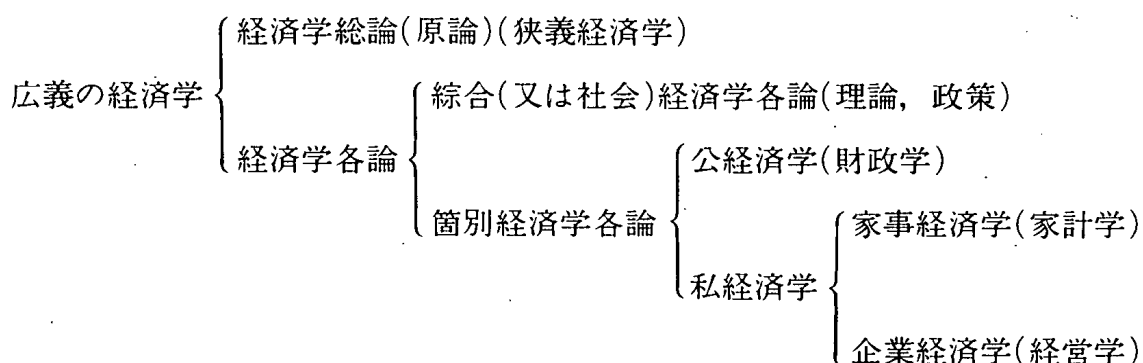 経済学総論(原論)(狭義経済学)
広義の経済学
綜合(又は社会)経済学各論(理論,政策)
経済学各論
公経済学(財政学)
箇別経済学各論
家事経済学(家計学)
私経済学
企業経済学(経営学)